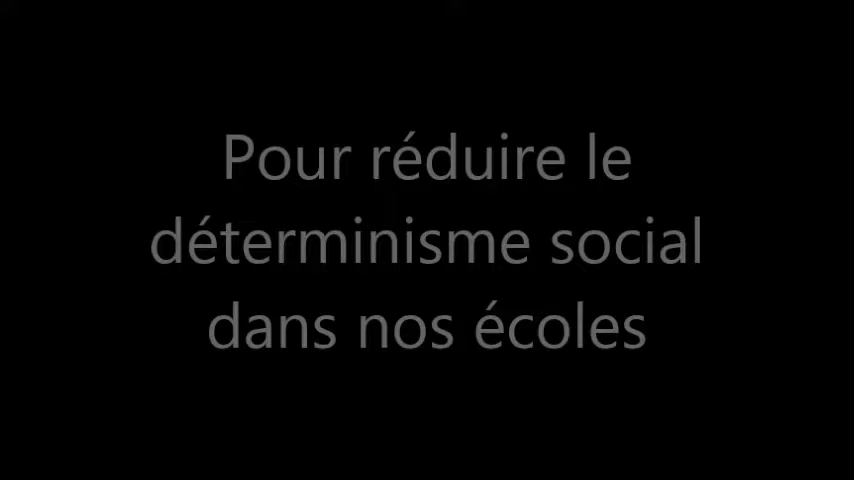 Pour réduire le
déterminisme social
dans nos écoles